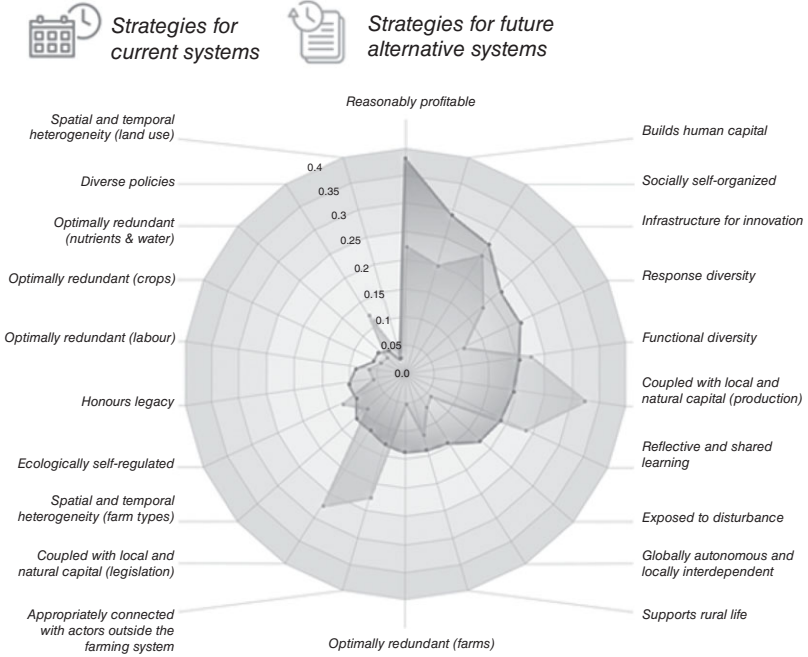 Strategies for
current systems
Strategies for future
alternative systems
Reasonably profitable
Builds human capital
Socially self-organized
Infrastructure for innovation
Response diversity
Functional diversity
Coupled with local and
natural capital (production)
Reflective and shared
learning
Exposed to disturbance
Globally autonomous and
locally interdependent
Supports rural life
Optimally redundant (farms)
Appropriately connected
with actors outside the
farming system
Coupled with local and
natural capital (legislation)
Spatial and temporal
heterogeneity (farm types)
Ecologically self-regulated
Honours legacy
Optimally redundant (labour)
Optimally redundant (crops)
Optimally redundant
(nutrients & water)
Diverse policies
Spatial and temporal
heterogeneity (land use)
0.4
0.35
0.3
0.25
0.2
0.15
0.1
0.05
0.0